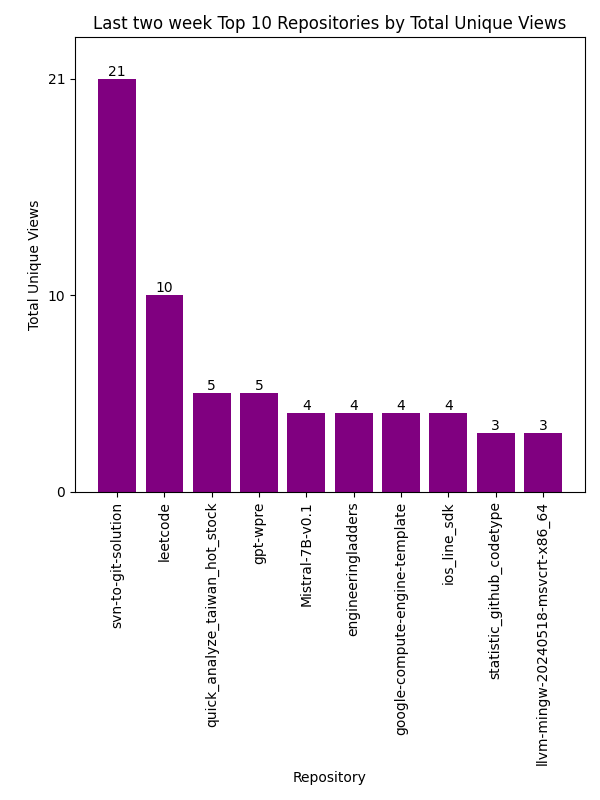 Last two week Top 10 Repositories by Total Unique Views
Total Unique Views
21
10
0
21
10
5
5
4
4
4
4
3
3
svn-to-git-solution
leetcode
quick_analyze_taiwan_hot_stock
gpt-wpre
Mistral-7B-v0.1
engineeringladders
google-compute-engine-template
ios_line_sdk
statistic_github_codetype
llvm-mingw-20240518-msvcrt-x86_64
Repository